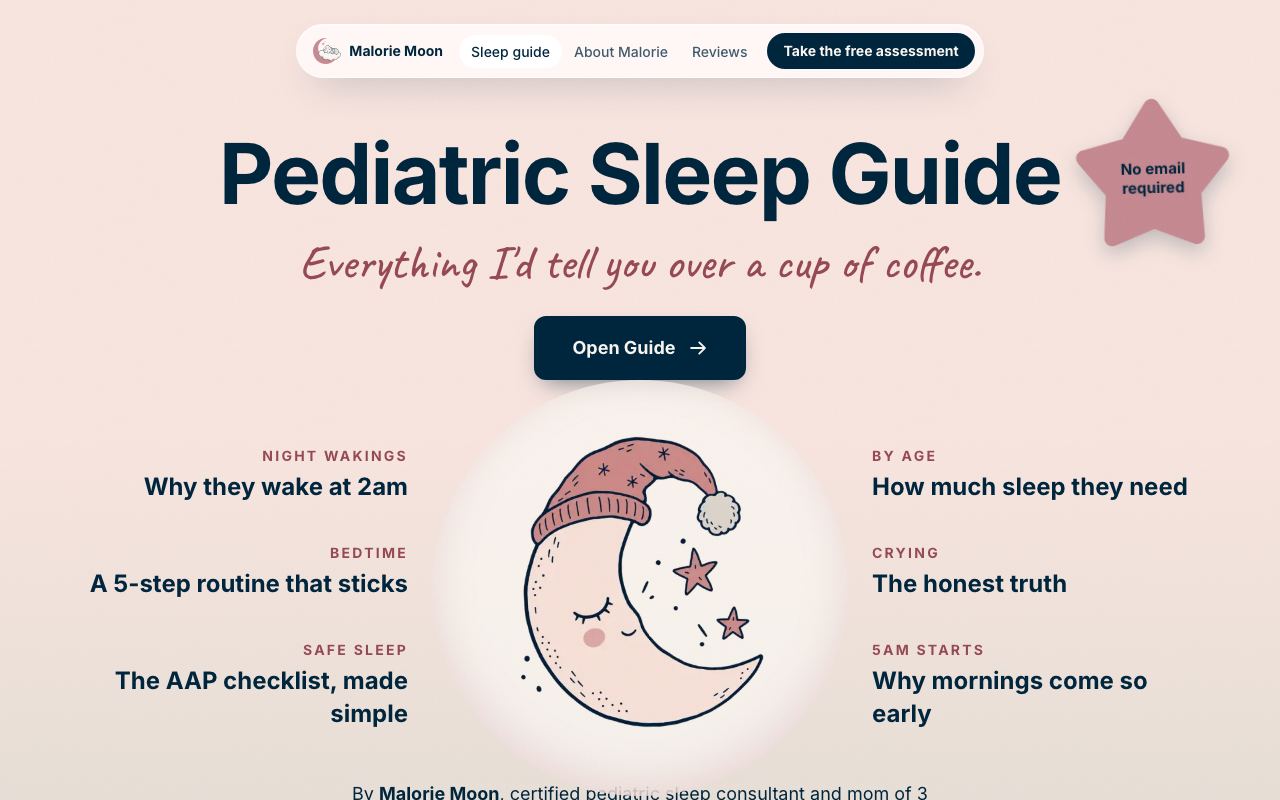 Malorie Moon
Sleep guide
About Malorie
Reviews
Take the free assessment
Pediatric Sleep Guide
No email
required
Everything I'd tell you over a cup of coffee.
Open Guide →
NIGHT WAKINGS
Why they wake at 2am
BEDTIME
A 5-step routine that sticks
SAFE SLEEP
The AAP checklist, made
simple
BY AGE
How much sleep they need
CRYING
The honest truth
5AM STARTS
Why mornings come so
early
By Malorie Moon, certified pediatric sleep consultant and mom of 3